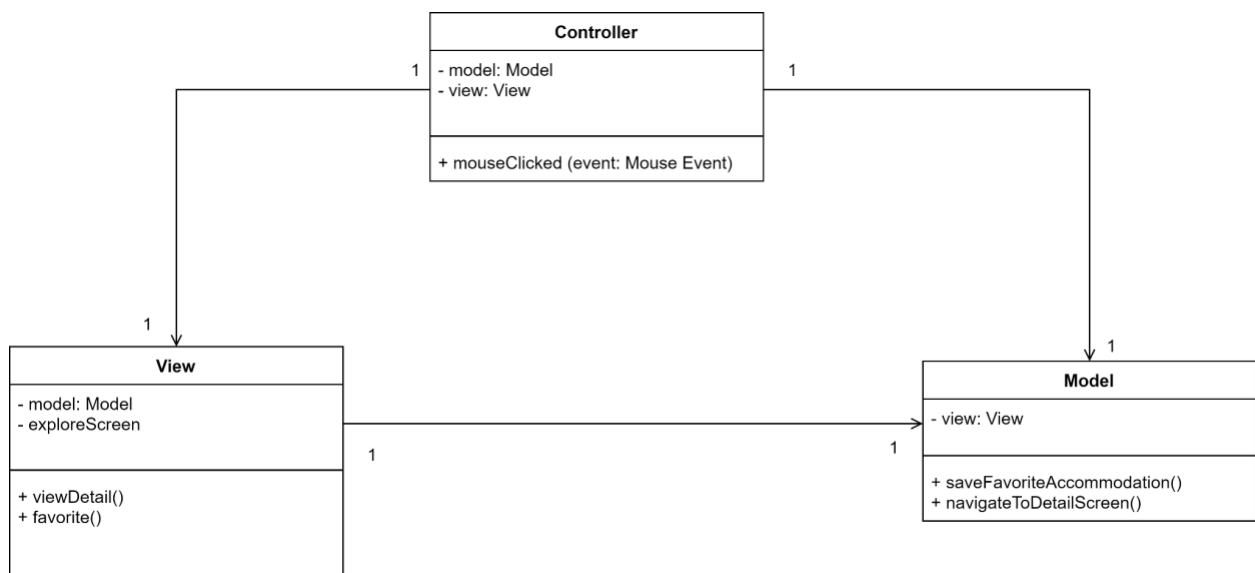 Controller
- model: Model
- view: View
+ mouseClicked (event: Mouse Event)
1
1
1
1
View
- model: Model
- exploreScreen
+ viewDetail()
+ favorite()
1
1
Model
- view: View
+ saveFavoriteAccommodation()
+ navigateToDetailScreen()